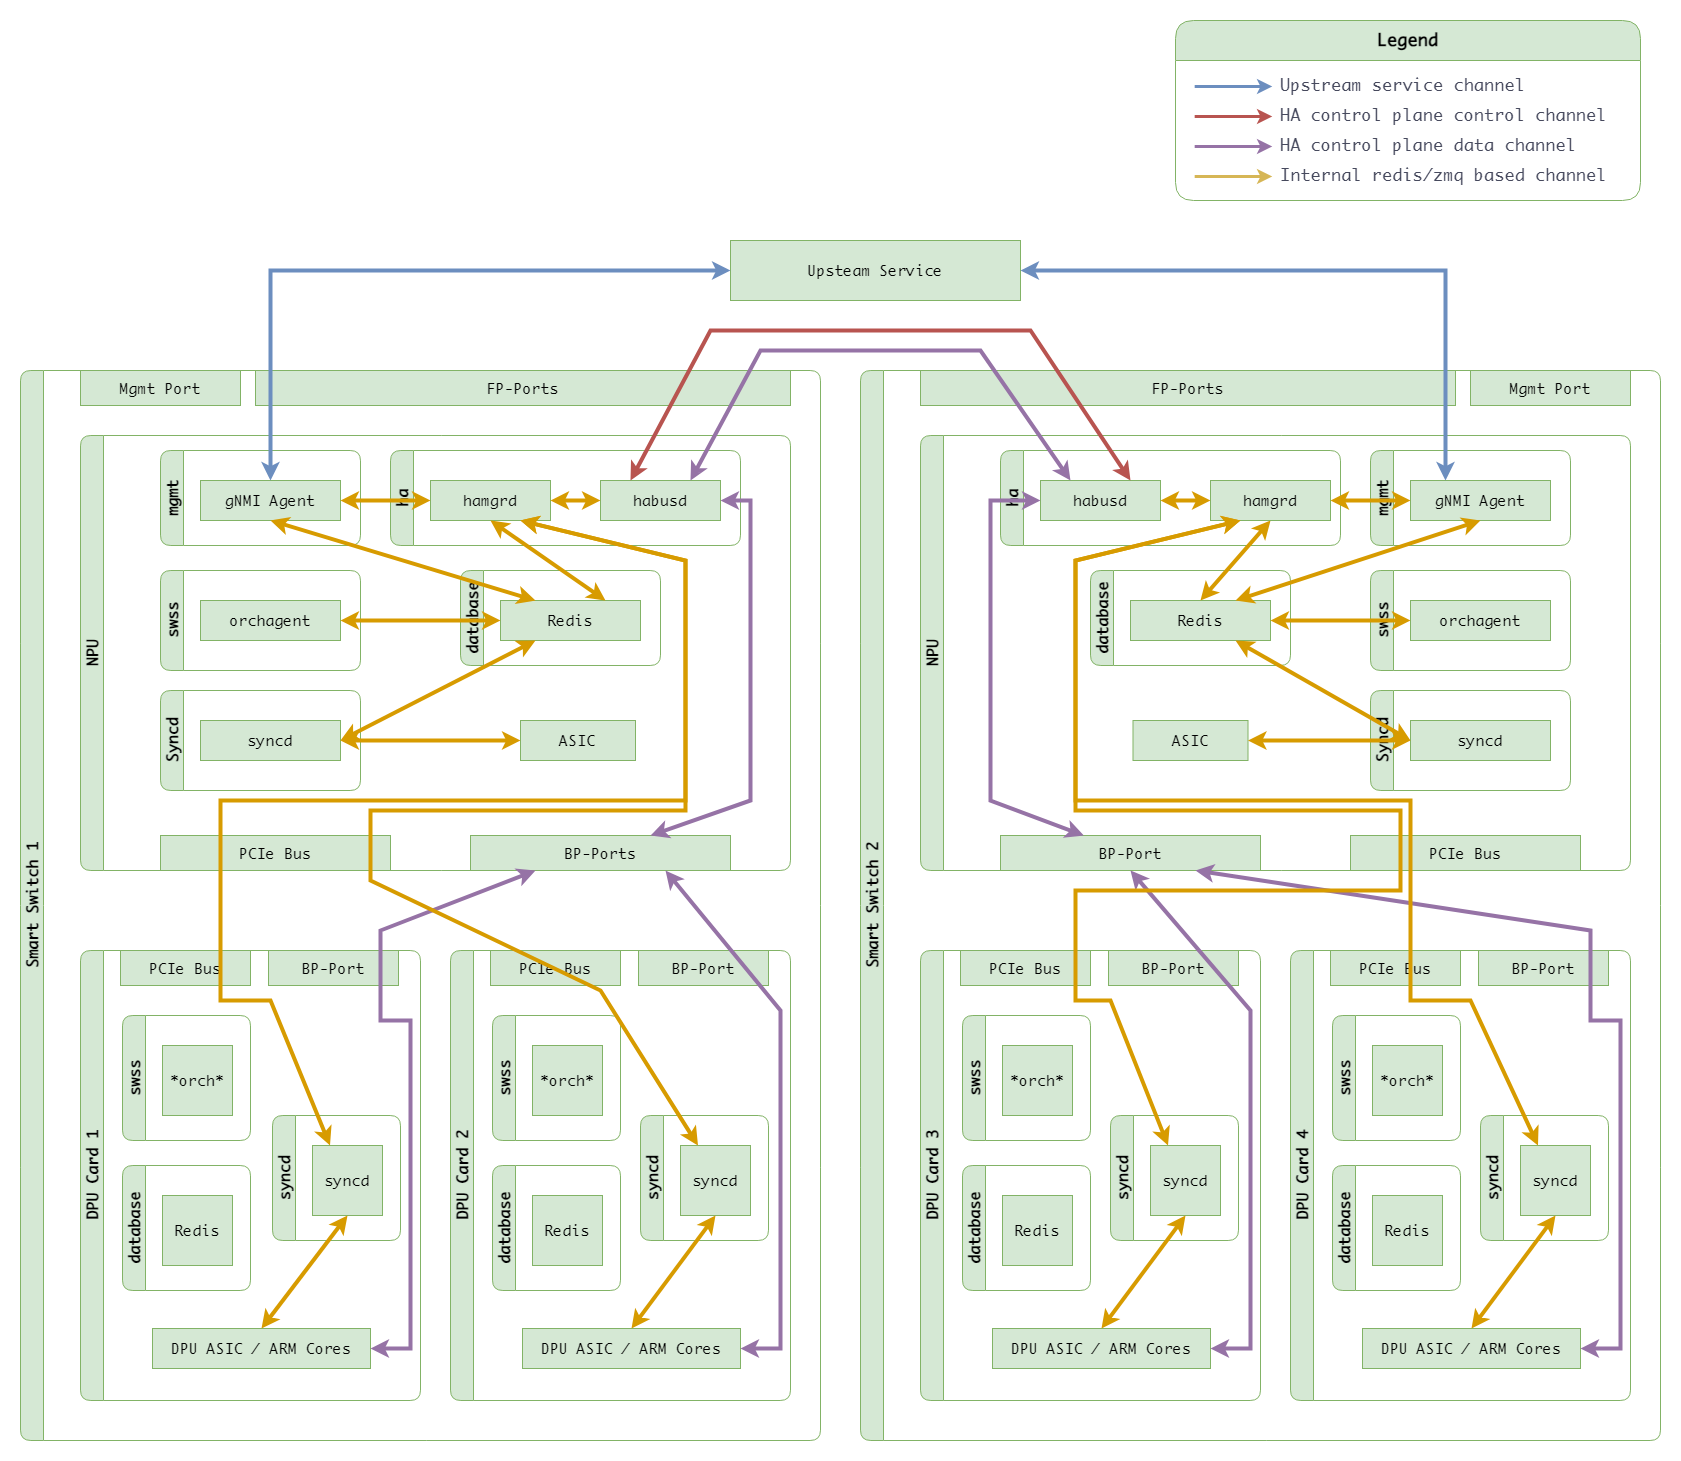 Legend
Upstream service channel
HA control plane control channel
HA control plane data channel
Internal redis/zmq based channel
Upsteam Service
Smart Switch 1
Mgmt Port
FP-Ports
NPU
mgmt
gNMI Agent
ha
hamgrd
habusd
swss
orchagent
database
Redis
Syncd
syncd
ASIC
PCIe Bus
BP-Ports
DPU Card 1
PCIe Bus
BP-Port
swss
*orch*
syncd
syncd
database
Redis
DPU ASIC / ARM Cores
DPU Card 2
PCIe Bus
BP-Port
swss
*orch*
syncd
syncd
database
Redis
DPU ASIC / ARM Cores
Smart Switch 2
FP-Ports
Mgmt Port
NPU
ha
habusd
hamgrd
mgmt
gNMI Agent
database
Redis
swss
orchagent
ASIC
Syncd
syncd
BP-Port
PCIe Bus
DPU Card 3
PCIe Bus
BP-Port
swss
*orch*
syncd
syncd
database
Redis
DPU ASIC / ARM Cores
DPU Card 4
PCIe Bus
BP-Port
swss
*orch*
syncd
syncd
database
Redis
DPU ASIC / ARM Cores